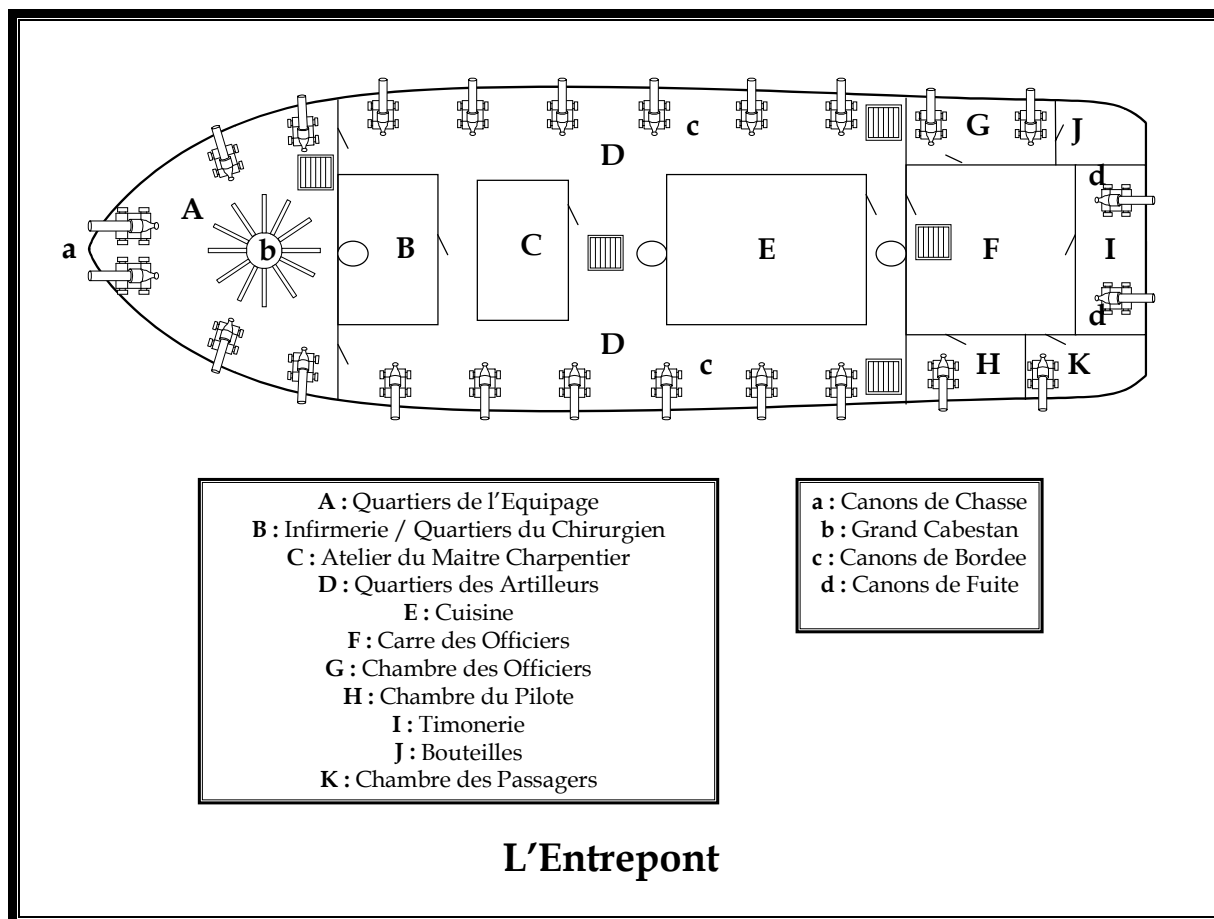 c
G
J
D
d
A
a
b
B
C
E
F
I
d
D
c
H
K
A : Quartiers de l’Equipage
B : Infirmerie / Quartiers du Chirurgien
C : Atelier du Maitre Charpentier
D : Quartiers des Artilleurs
E : Cuisine
F : Carre des Officiers
G : Chambre des Officiers
H : Chambre du Pilote
I : Timonerie
J : Bouteilles
K : Chambre des Passagers
a : Canons de Chasse
b : Grand Cabestan
c : Canons de Bordee
d : Canons de Fuite
L’Entrepont